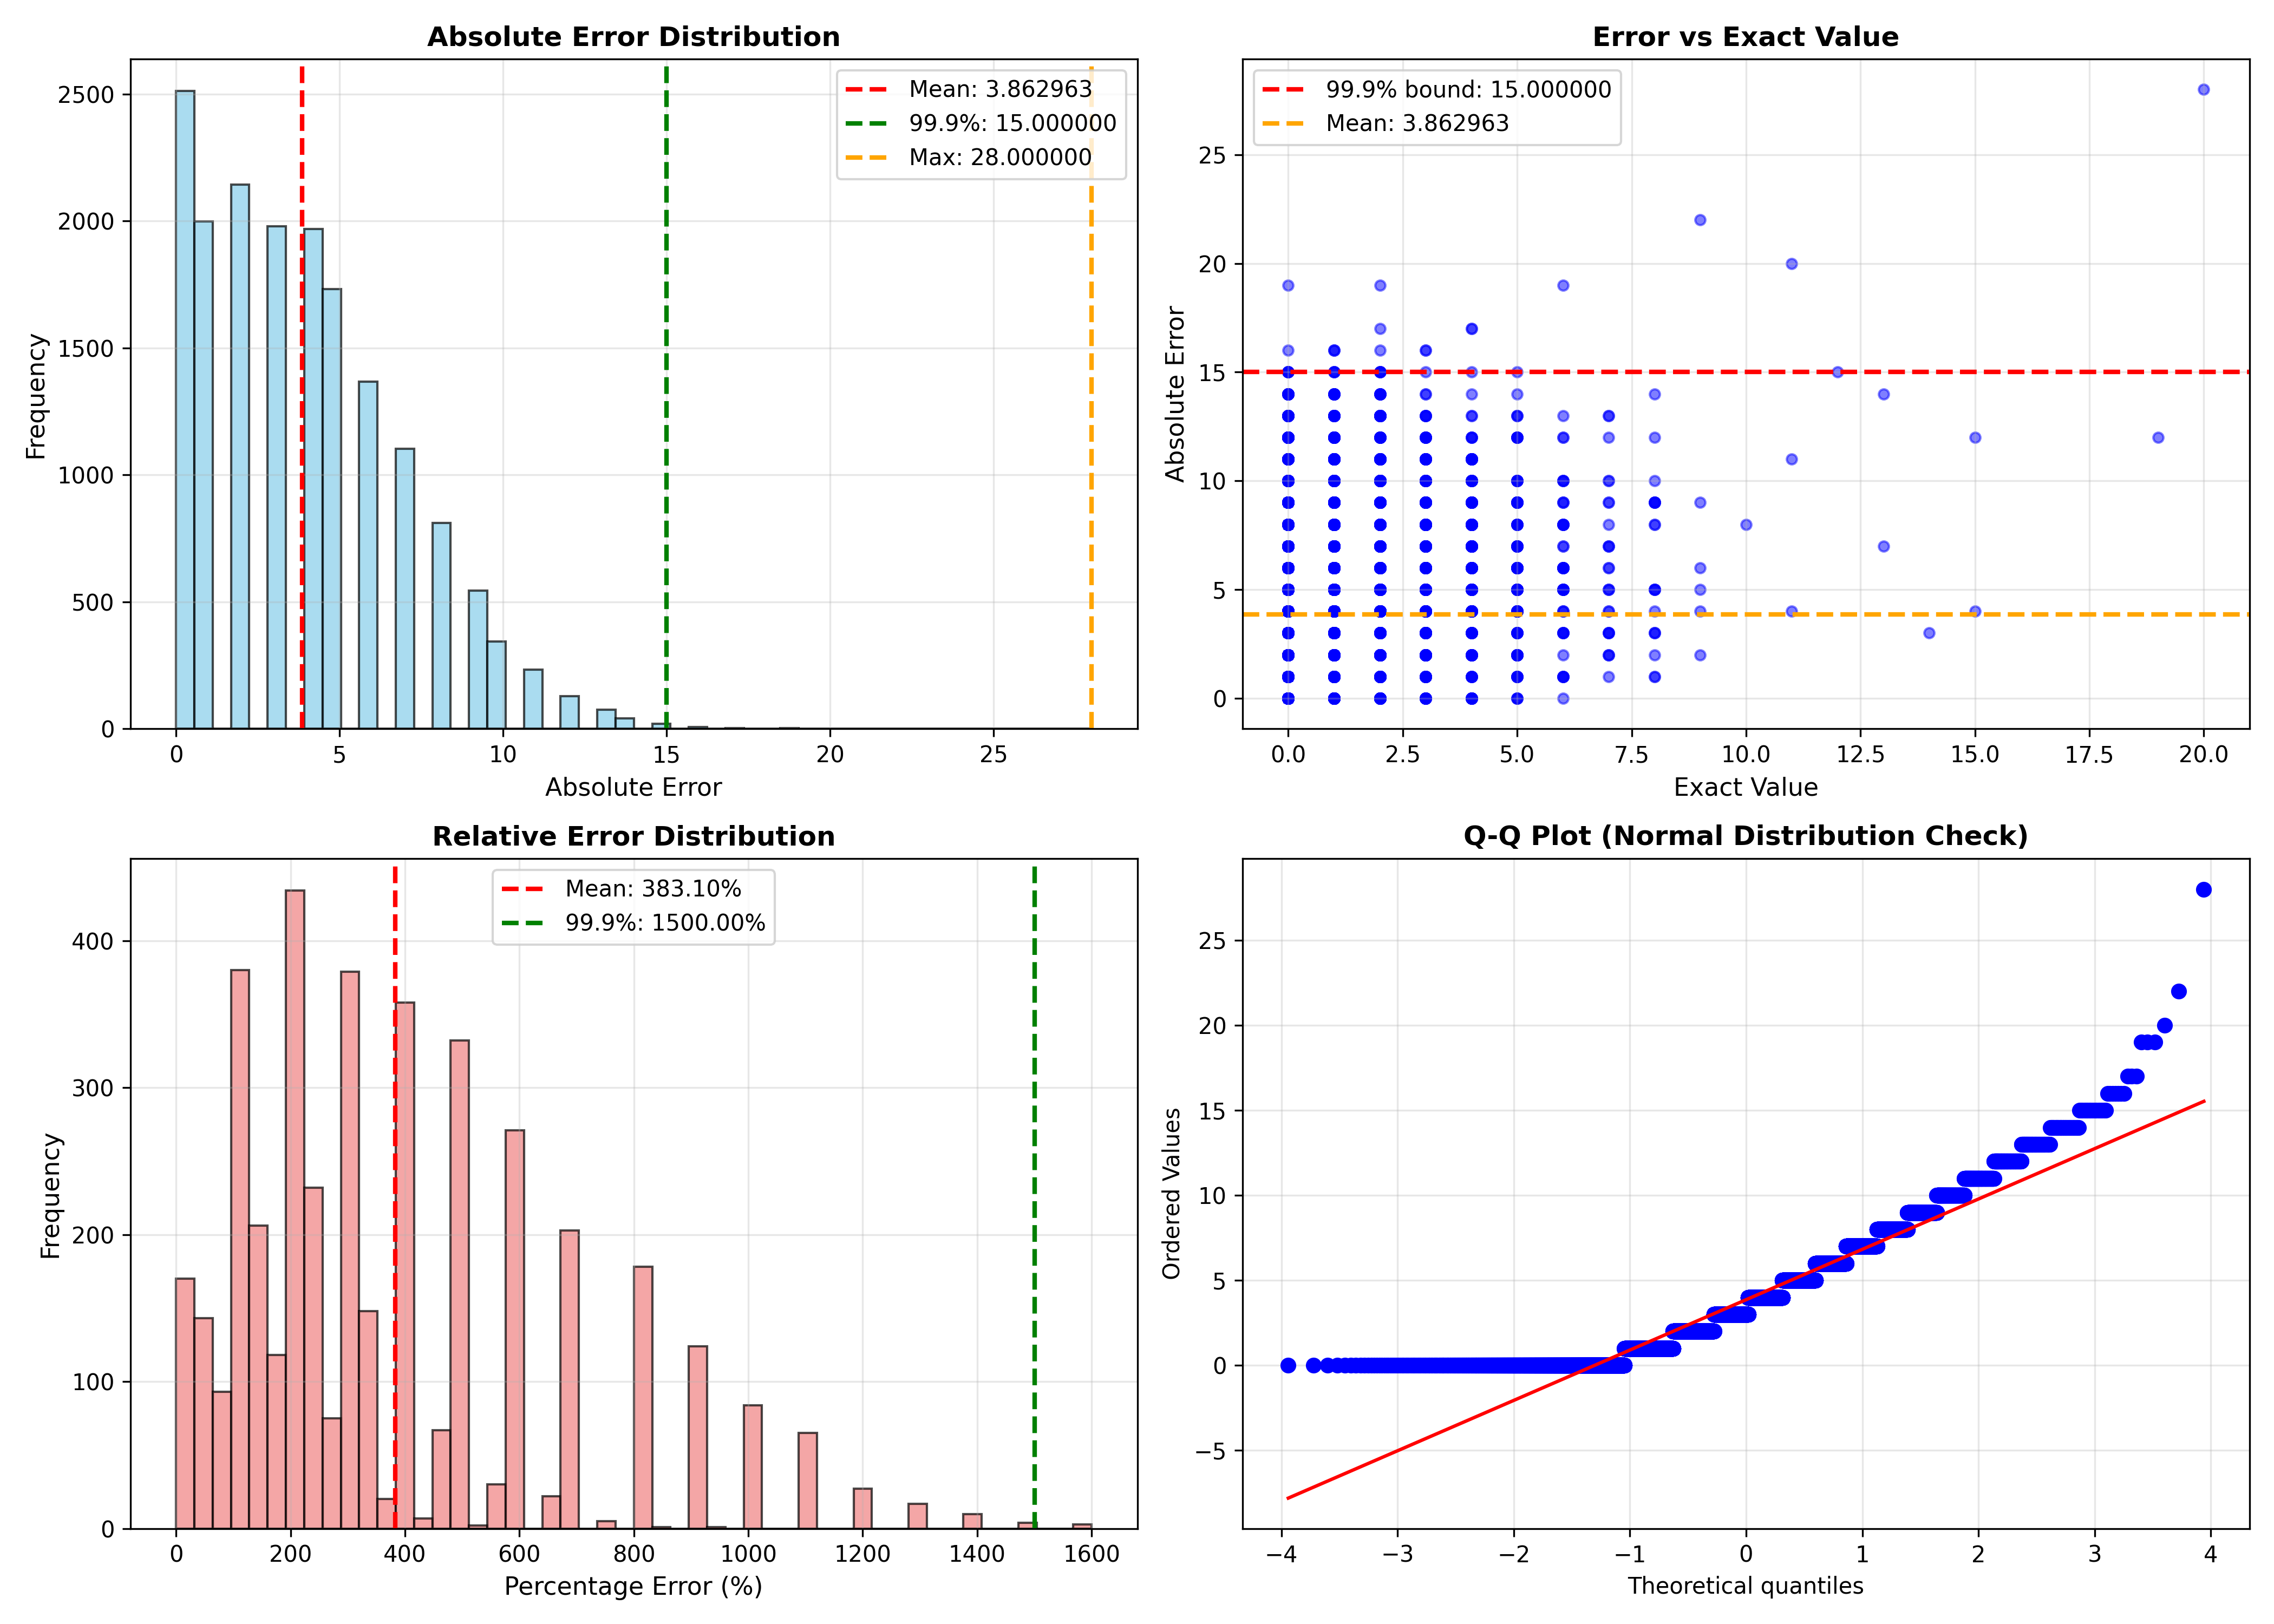 Absolute Error Distribution
Mean: 3.862963
99.9%: 15.000000
Max: 28.000000
Frequency
2500
2000
1500
1000
500
0
0 5 10 15 20 25
Absolute Error
Error vs Exact Value
99.9% bound: 15.000000
Mean: 3.862963
Absolute Error
25
20
15
10
5
0
0.0 2.5 5.0 7.5 10.0 12.5 15.0 17.5 20.0
Exact Value
Relative Error Distribution
Mean: 383.10%
99.9%: 1500.00%
Frequency
400
300
200
100
0
0 200 400 600 800 1000 1200 1400 1600
Percentage Error (%)
Q-Q Plot (Normal Distribution Check)
Ordered Values
25
20
15
10
5
0
−5
−4 −3 −2 −1 0 1 2 3 4
Theoretical quantiles